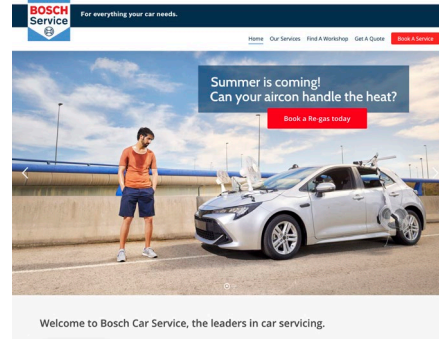 BOSCH
Service
For everything your car needs.
Home Our Services Find A Workshop Get A Quote Book A Service
Summer is coming!
Can your aircon handle the heat?
Book a Re-gas today
Welcome to Bosch Car Service, the leaders in car servicing.